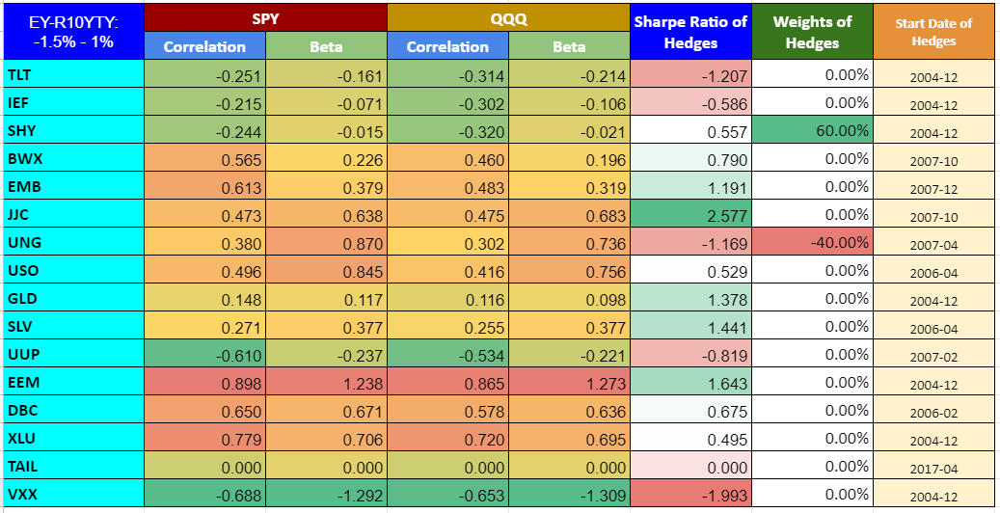 EY-R10YTY: SPY QQQ Sharpe Ratio of Weights of Start Date of
-1.5% - 1% Correlation Beta Correlation Beta Hedges Hedges Hedges
TLT -0.251 -0.161 -0.314 -0.214 -1.207 0.00% 2004-12
IEF -0.215 -0.071 -0.302 -0.106 -0.586 0.00% 2004-12
SHY -0.244 -0.015 -0.320 -0.021 0.557 60.00% 2004-12
BWX 0.565 0.226 0.460 0.196 0.790 0.00% 2007-10
EMB 0.613 0.379 0.483 0.319 1.191 0.00% 2007-12
JJC 0.473 0.638 0.475 0.683 2.577 0.00% 2007-10
UNG 0.380 0.870 0.302 0.736 -1.169 -40.00% 2007-04
USO 0.496 0.845 0.416 0.756 0.529 0.00% 2006-04
GLD 0.148 0.117 0.116 0.098 1.378 0.00% 2004-12
SLV 0.271 0.377 0.255 0.377 1.441 0.00% 2006-04
UUP -0.610 -0.237 -0.534 -0.221 -0.819 0.00% 2007-02
EEM 0.898 1.238 0.865 1.273 1.643 0.00% 2004-12
DBC 0.650 0.671 0.578 0.636 0.675 0.00% 2006-02
XLU 0.779 0.706 0.720 0.695 0.495 0.00% 2004-12
TAIL 0.000 0.000 0.000 0.000 0.000 0.00% 2017-04
VXX -0.688 -1.292 -0.653 -1.309 -1.993 0.00% 2004-12